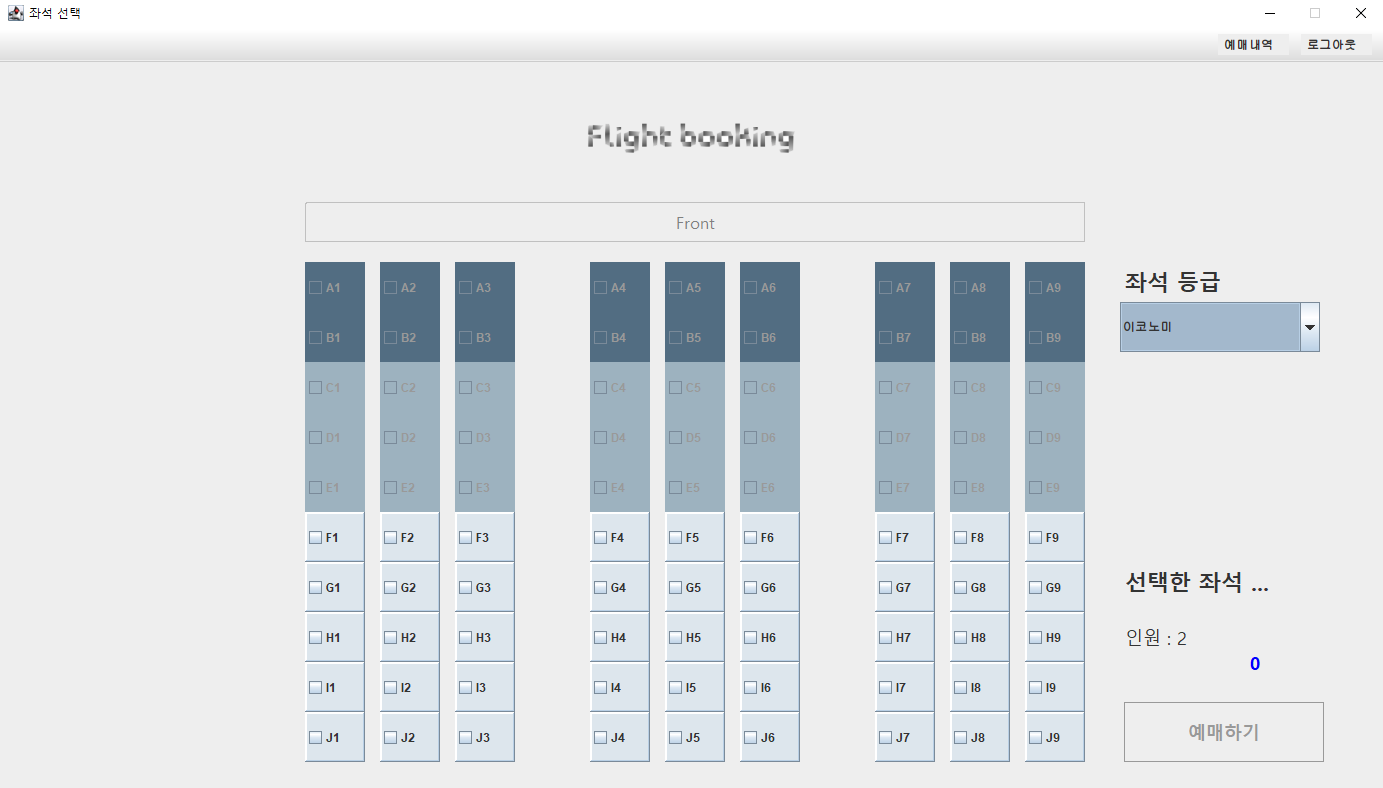 좌석 선택
예매내역 로그아웃
Flight booking
Front
A1 A2 A3 A4 A5 A6 A7 A8 A9
B1 B2 B3 B4 B5 B6 B7 B8 B9
C1 C2 C3 C4 C5 C6 C7 C8 C9
D1 D2 D3 D4 D5 D6 D7 D8 D9
E1 E2 E3 E4 E5 E6 E7 E8 E9
F1 F2 F3 F4 F5 F6 F7 F8 F9
G1 G2 G3 G4 G5 G6 G7 G8 G9
H1 H2 H3 H4 H5 H6 H7 H8 H9
I1 I2 I3 I4 I5 I6 I7 I8 I9
J1 J2 J3 J4 J5 J6 J7 J8 J9
좌석 등급
이코노미
선택한 좌석 ...
인원 : 2
0
예매하기